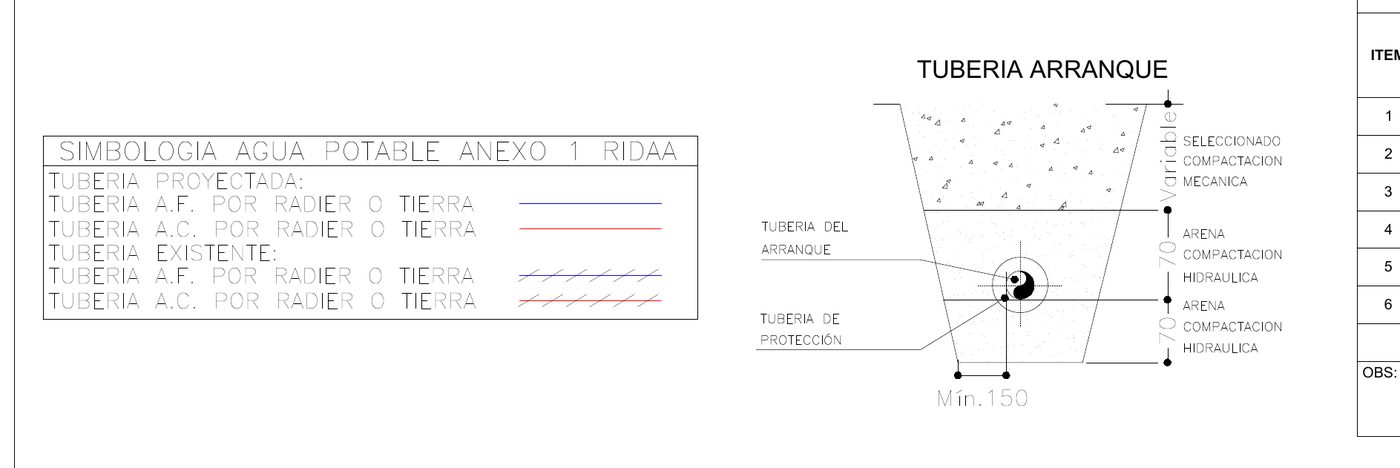 SIMBOLOGIA AGUA POTABLE ANEXO 1 RIDAA
TUBERIA PROYECTADA:
TUBERIA A.F. POR RADIER O TIERRA
TUBERIA A.C. POR RADIER O TIERRA
TUBERIA EXISTENTE:
TUBERIA A.F. POR RADIER O TIERRA
TUBERIA A.C. POR RADIER O TIERRA
TUBERIA ARRANQUE
Variable
SELECCIONADO
COMPACTACION
MECANICA
TUBERIA DEL
ARRANQUE
70
ARENA
COMPACTACION
HIDRAULICA
TUBERIA DE
PROTECCIÓN
70
ARENA
COMPACTACION
HIDRAULICA
Mín.150
ITEM
1
2
3
4
5
6
OBS: